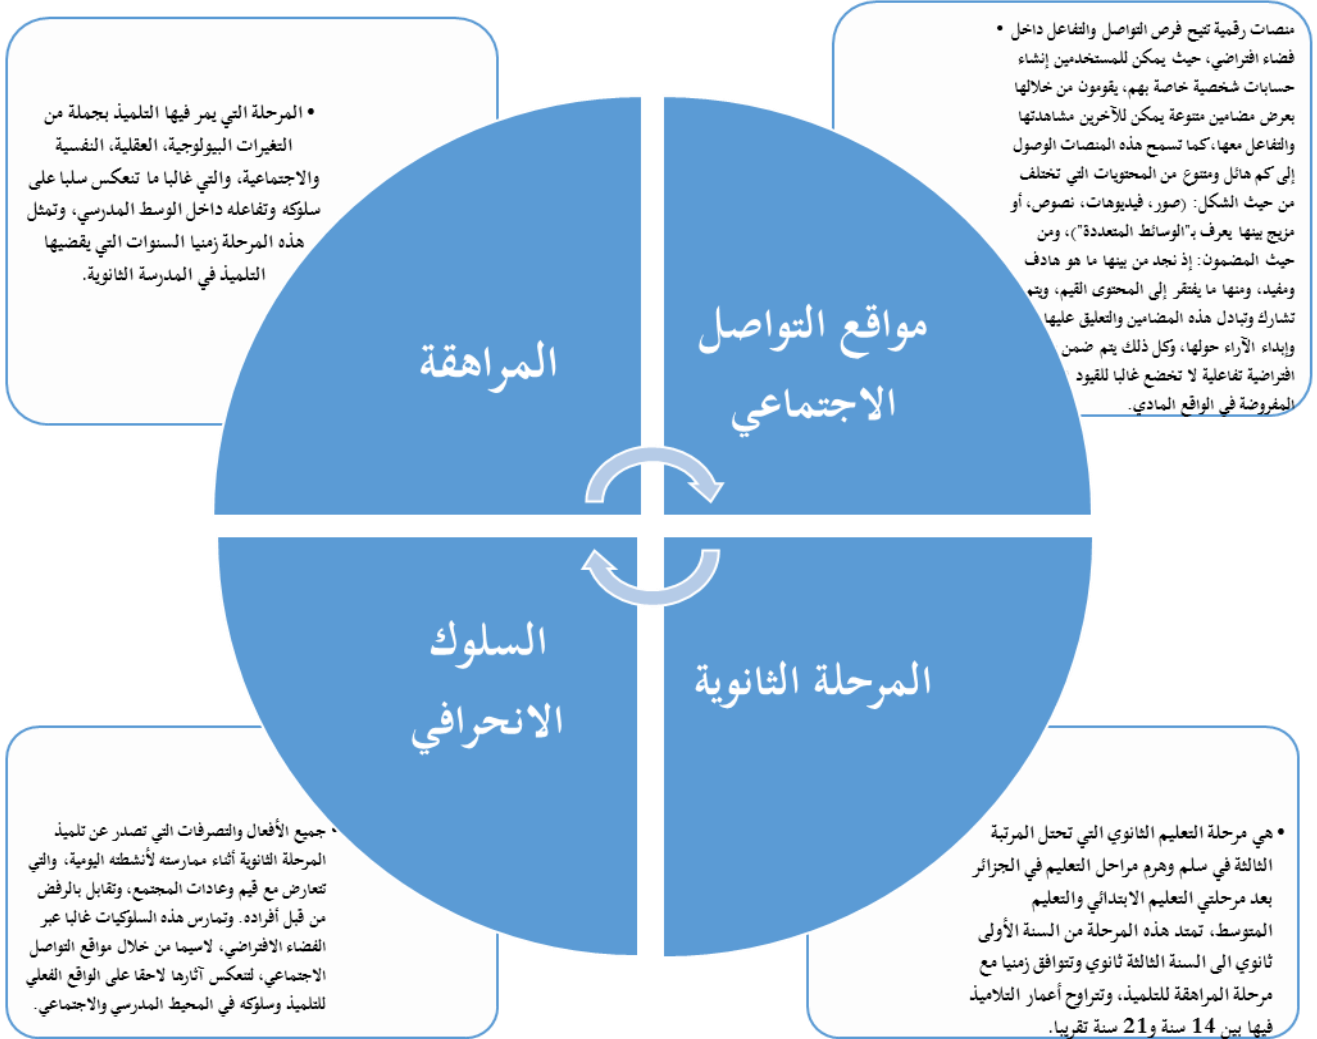 منصات رقمية تتيح فرص التواصل والتفاعل داخل •
فضاء افتراضي، حيث يمكن للمستخدمين إنشاء
حسابات شخصية خاصة بهم، يقومون من خلالها
بعرض مضامين متنوعة يمكن للآخرين مشاهدتها
والتفاعل معها، كما تسمح هذه المنصات الوصول
إلى كم هائل ومتنوع من المحتويات التي تختلف
من حيث الشكل: (صور، فيديوهات، نصوص، أو
مزيج بينها يعرف بـ"الوسائط المتعددة")، ومن
حيث المضمون: إذ نجد من بينها ما هو هادف
ومفيد، ومنها ما يفتقر إلى المحتوى القيم، ويتم
تشارك وتبادل هذه المضامين والتعليق عليها
وإبداء الآراء حولها، وكل ذلك يتم ضمن
افتراضية تفاعلية لا تخضع غالبا للقيود
المفروضة في الواقع المادي.
مواقع التواصل
الاجتماعي
• المرحلة التي يمر فيها التلميذ بجملة من
التغيرات البيولوجية، العقلية، النفسية
والاجتماعية، والتي غالبا ما تنعكس سلبا على
سلوكه وتفاعله داخل الوسط المدرسي، وتمثل
هذه المرحلة زمنيا السنوات التي يقضيها
التلميذ في المدرسة الثانوية.
المراهقة
المرحلة الثانوية
• هي مرحلة التعليم الثانوي التي تحتل المرتبة
الثالثة في سلم وهرم مراحل التعليم في الجزائر
بعد مرحلتي التعليم الابتدائي والتعليم
المتوسط، تمتد هذه المرحلة من السنة الأولى
ثانوي الى السنة الثالثة ثانوي وتتوافق زمنيا مع
مرحلة المراهقة للتلميذ، وتتراوح أعمار التلاميذ
فيها بين 14 سنة و21 سنة تقريبا.
السلوك
الانحرافي
• جميع الأفعال والتصرفات التي تصدر عن تلميذ
المرحلة الثانوية أثناء ممارسته لأنشطته اليومية، والتي
تتعارض مع قيم وعادات المجتمع، وتقابل بالرفض
من قبل أفراده. وتمارس هذه السلوكيات غالبا عبر
الفضاء الافتراضي، لاسيما من خلال مواقع التواصل
الاجتماعي، لتنعكس آثارها لاحقا على الواقع الفعلي
للتلميذ وسلوكه في المحيط المدرسي والاجتماعي.